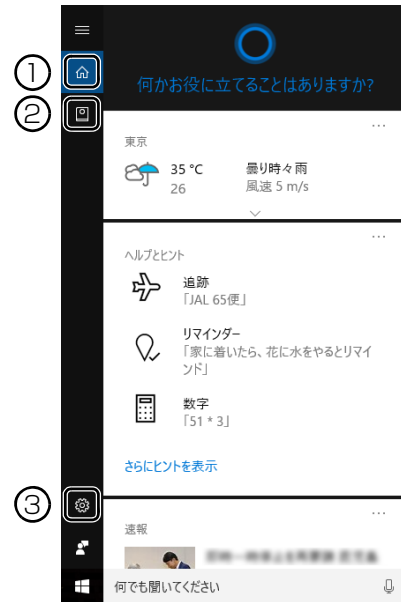 ①
②
③
何かお役に立てることはありますか?
東京
35 °C
26
曇り時々雨
風速 5 m/s
ヘルプとヒント
追跡
「JAL 65便」
リマインダー
「家に着いたら、花に水をやるとリマイ
ンド」
数字
「51 * 3」
さらにヒントを表示
速報
何でも聞いてください